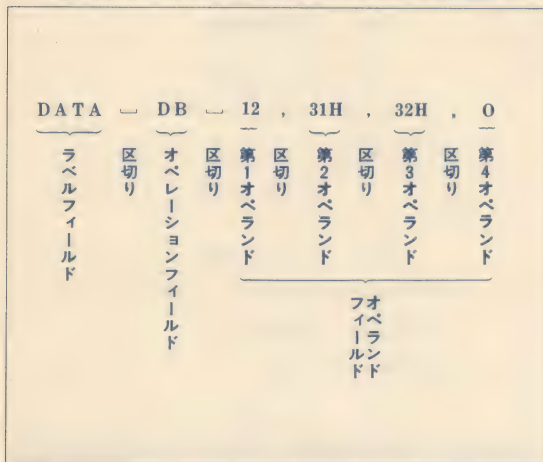 DATA ␣ DB ␣ 12 , 31H , 32H , 0
ラベルフィールド
区切り
オペレーションフィールド
区切り
第1オペランド
区切り
第2オペランド
区切り
第3オペランド
区切り
第4オペランド
オペランド
フィールド